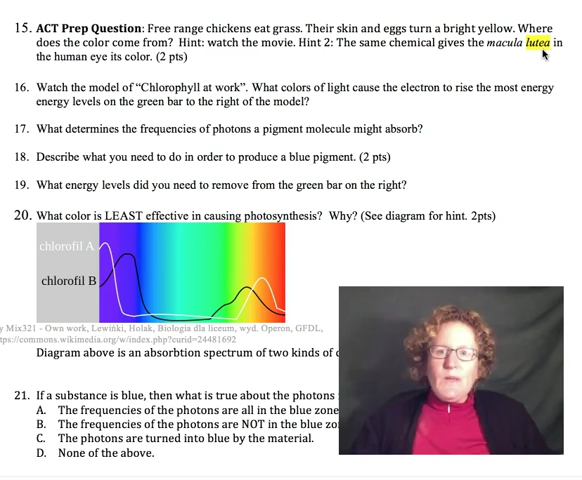 15. ACT Prep Question: Free range chickens eat grass. Their skin and eggs turn a bright yellow. Where
does the color come from? Hint: watch the movie. Hint 2: The same chemical gives the macula lutea in
the human eye its color. (2 pts)
16. Watch the model of "Chlorophyll at work". What colors of light cause the electron to rise the most energy
energy levels on the green bar to the right of the model?
17. What determines the frequencies of photons a pigment molecule might absorb?
18. Describe what you need to do in order to produce a blue pigment. (2 pts)
19. What energy levels did you need to remove from the green bar on the right?
20. What color is LEAST effective in causing photosynthesis? Why? (See diagram for hint. 2pts)
chlorofil A
chlorofil B
y Mix321 - Own work, Lewiński, Holak, Biologia dla liceum, wyd. Operon, GFDL,
tps://commons.wikimedia.org/w/index.php?curid=24481692
Diagram above is an absorbtion spectrum of two kinds of
21. If a substance is blue, then what is true about the photons
A. The frequencies of the photons are all in the blue zone
B. The frequencies of the photons are NOT in the blue zo
C. The photons are turned into blue by the material.
D. None of the above.